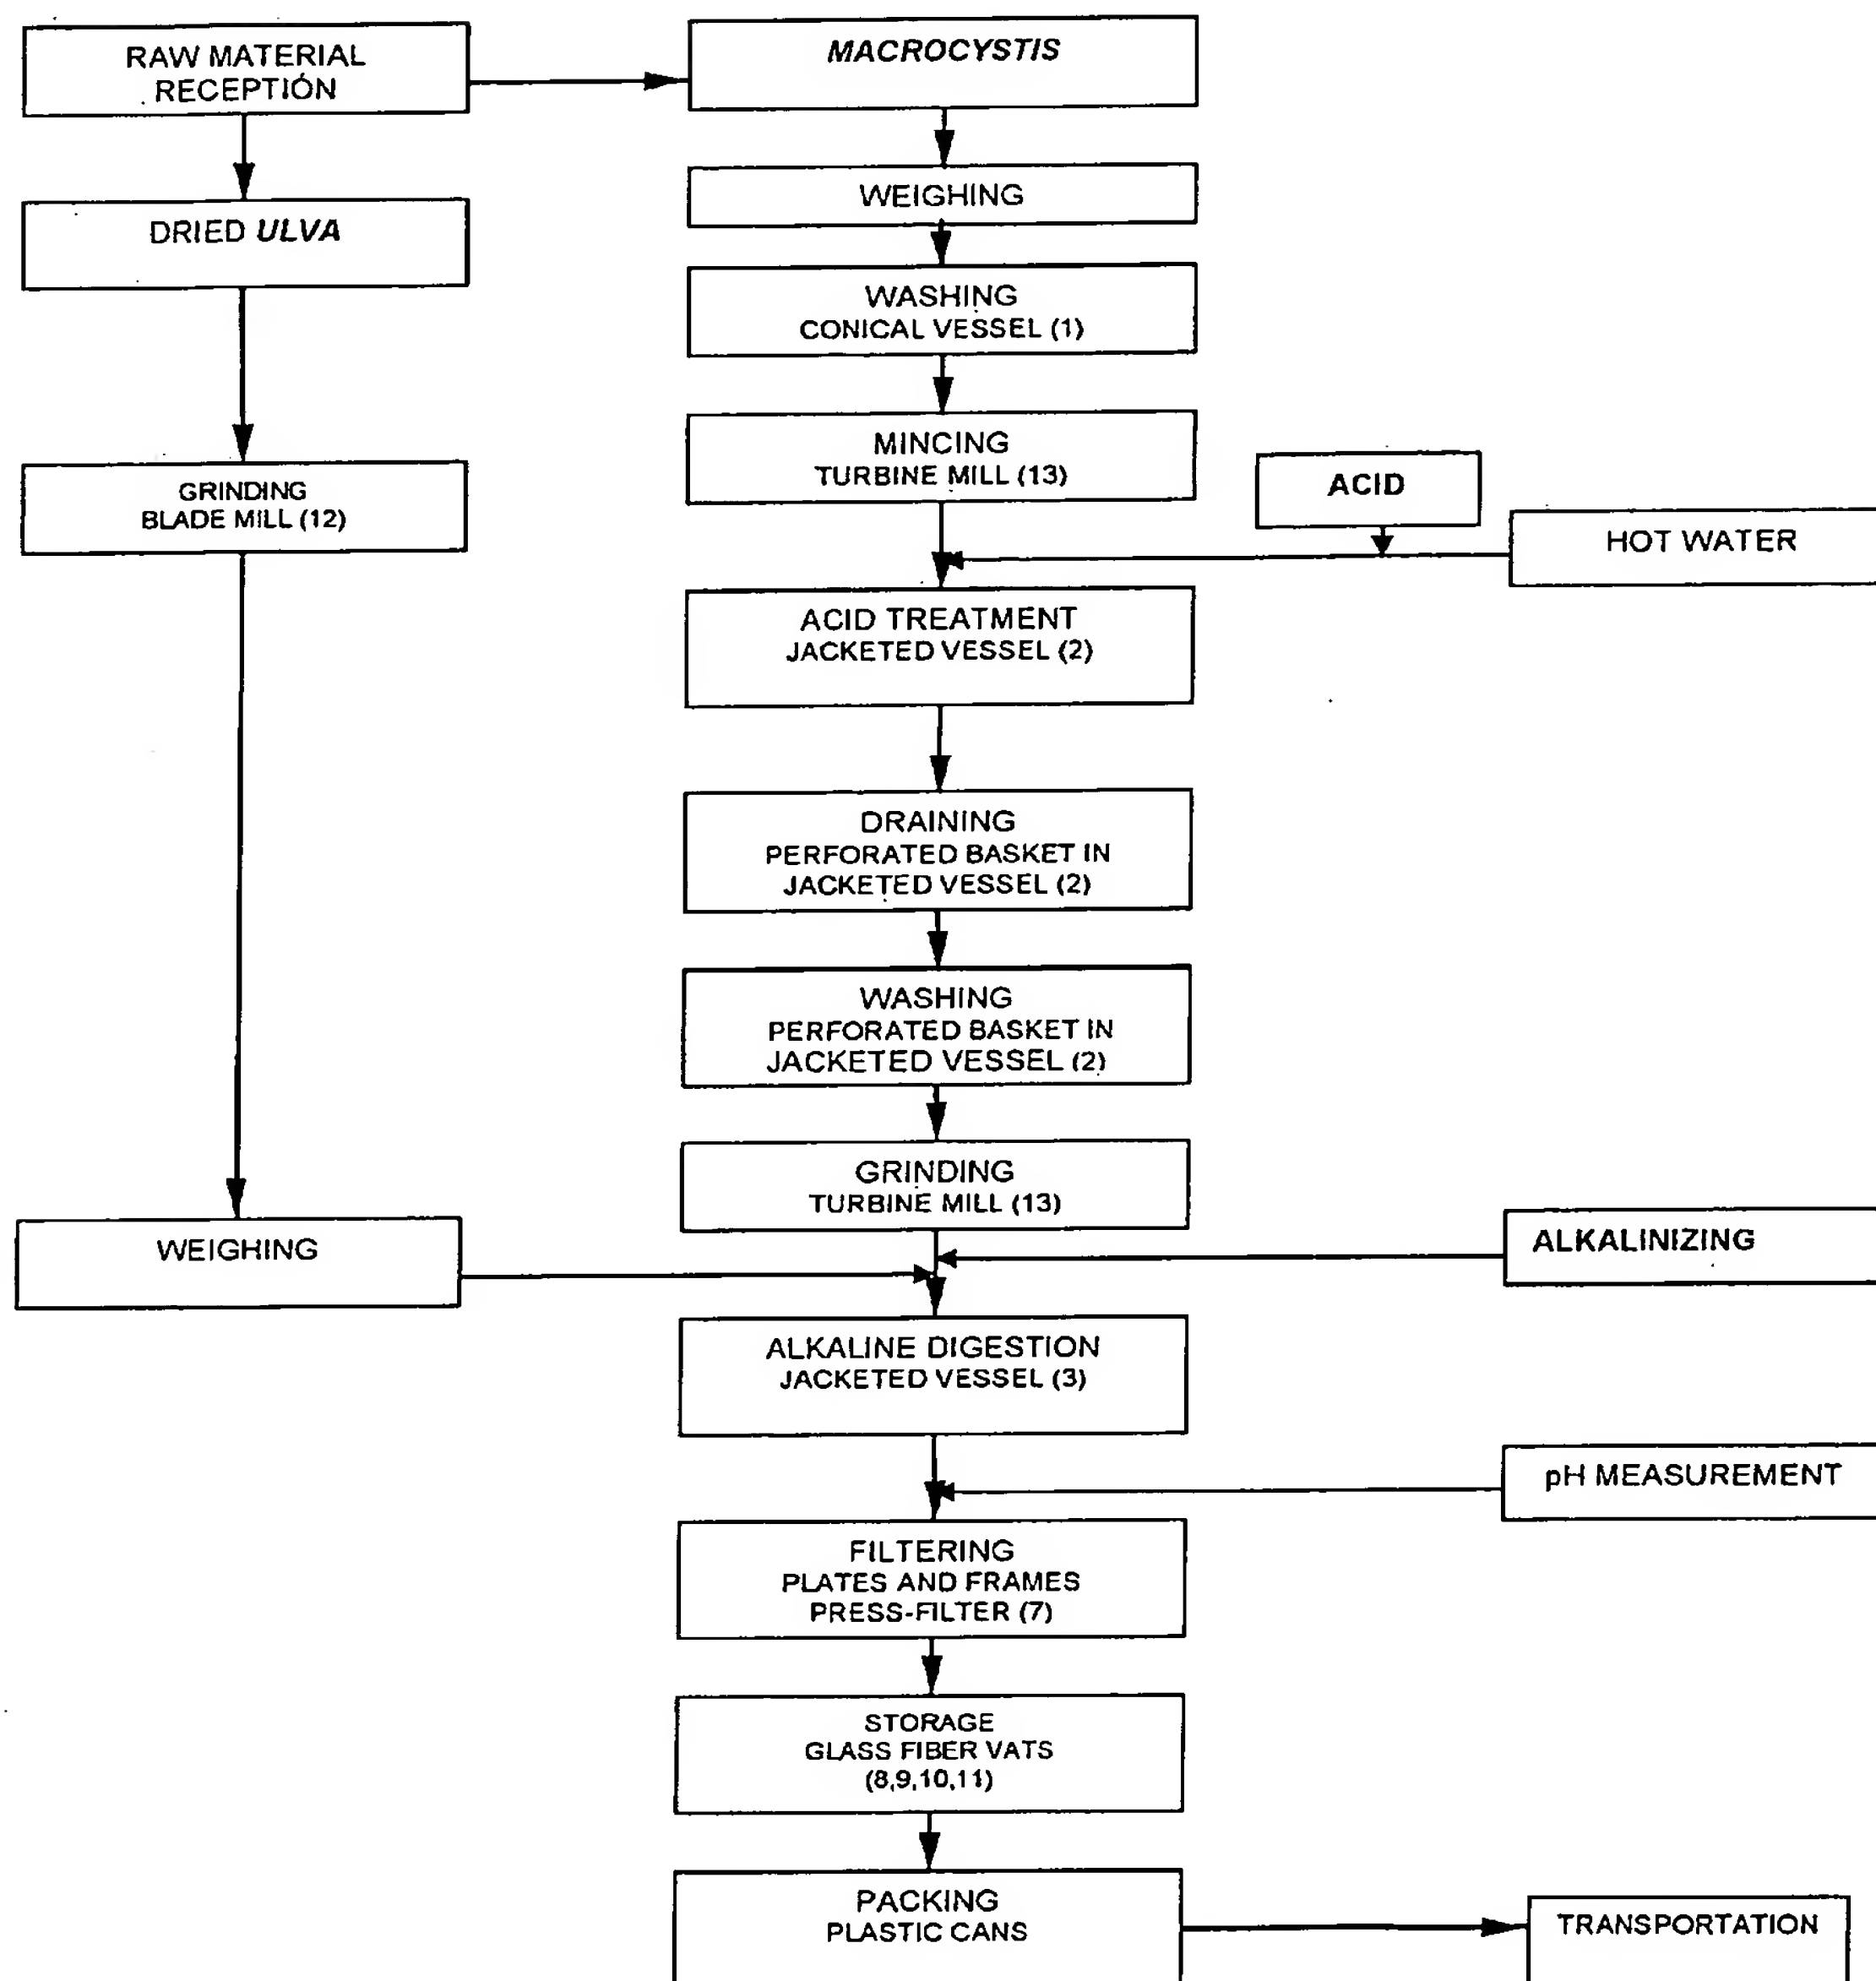 RAW MATERIAL
RECEPTIÓN
MACROCYSTIS
WEIGHING
DRIED ULVA
WASHING
CONICAL VESSEL (1)
MINCING
TURBINE MILL (13)
GRINDING
BLADE MILL (12)
ACID
HOT WATER
ACID TREATMENT
JACKETED VESSEL (2)
DRAINING
PERFORATED BASKET IN
JACKETED VESSEL (2)
WASHING
PERFORATED BASKET IN
JACKETED VESSEL (2)
GRINDING
TURBINE MILL (13)
WEIGHING
ALKALINIZING
ALKALINE DIGESTION
JACKETED VESSEL (3)
pH MEASUREMENT
FILTERING
PLATES AND FRAMES
PRESS-FILTER (7)
STORAGE
GLASS FIBER VATS
(8,9,10,11)
PACKING
PLASTIC CANS
TRANSPORTATION